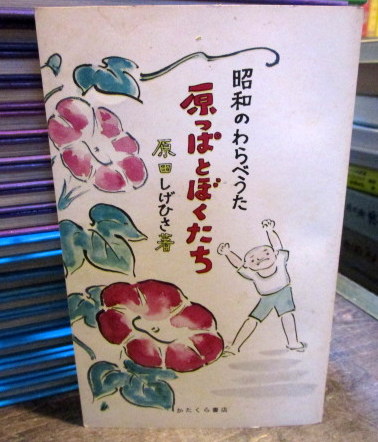 昭和のわらべうた
原っぱとぼくたち
原田しげひさ著
かたくら書店